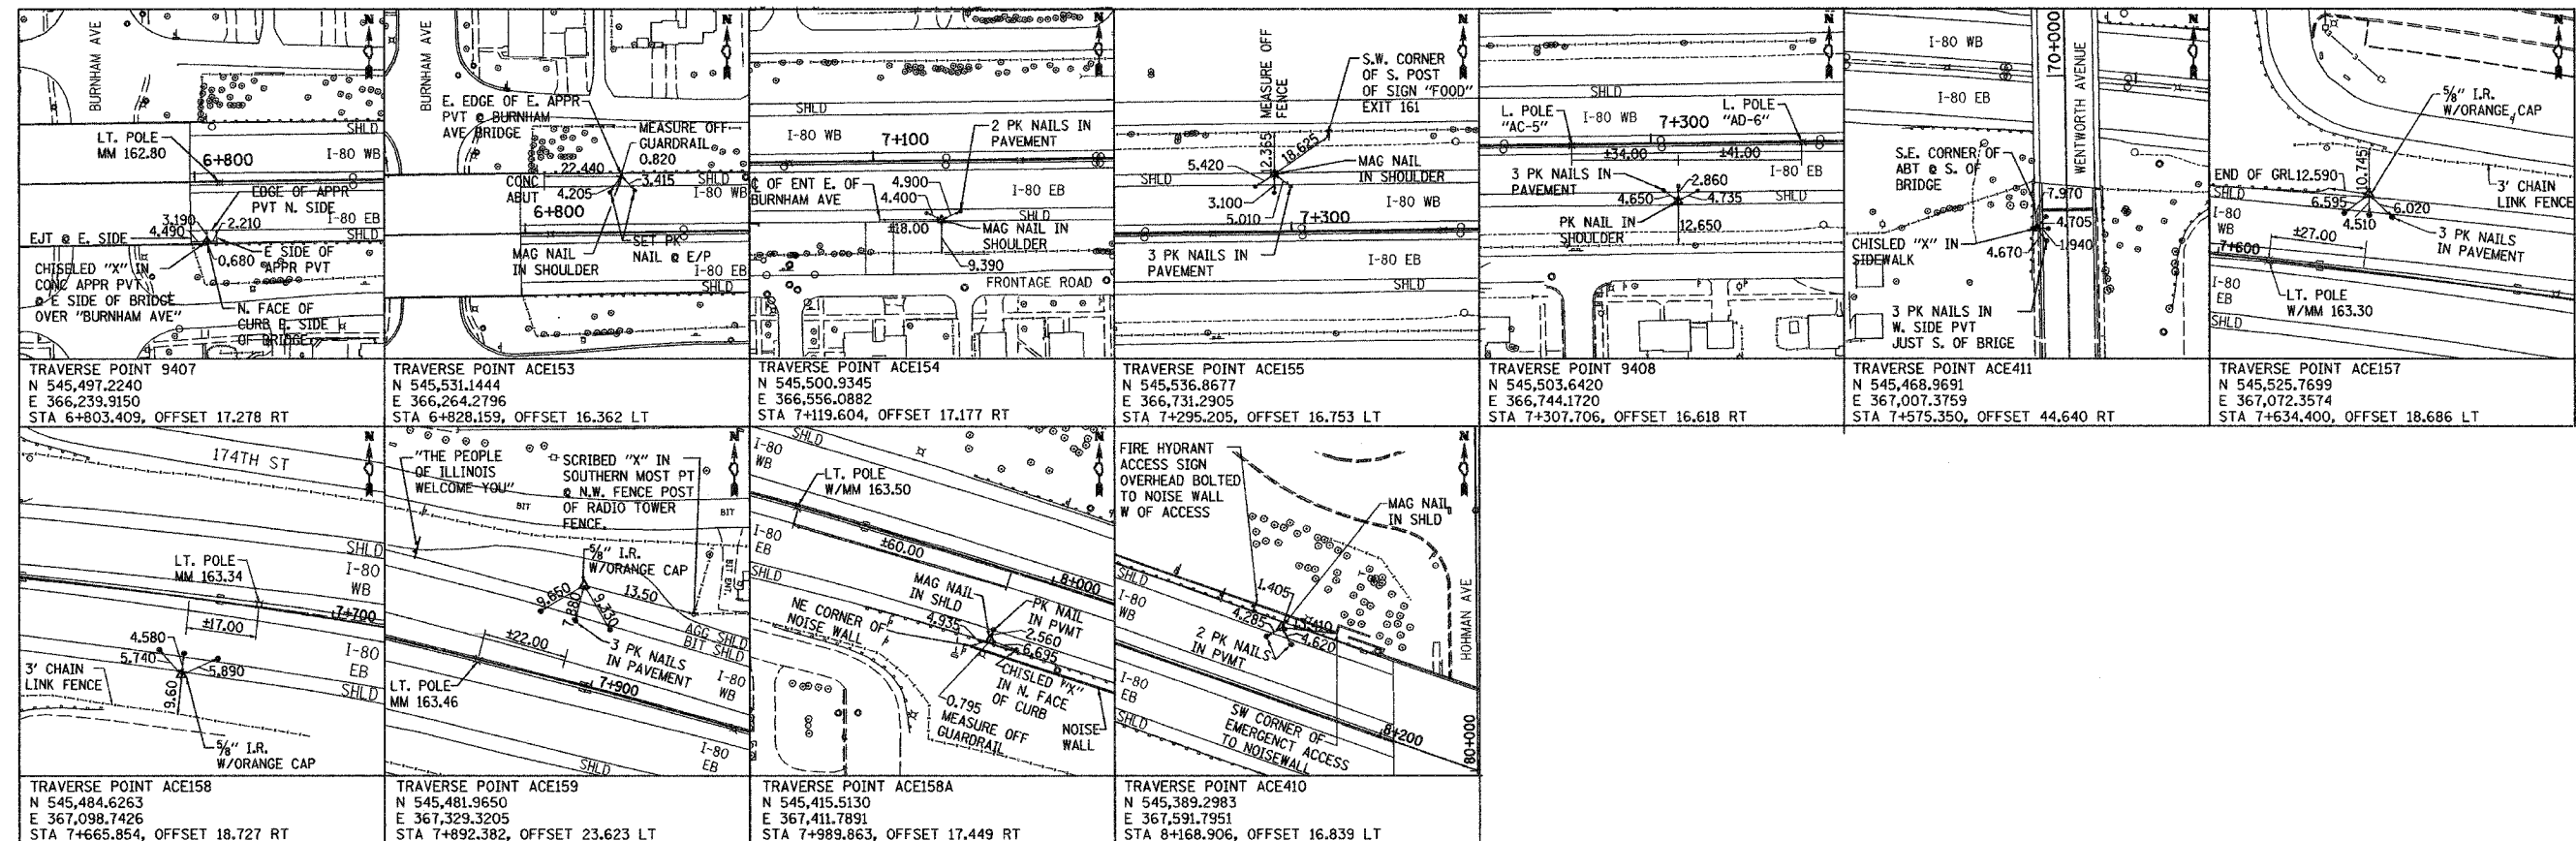 BURNHAM AVE
N
LT. POLE
MM 162.80
SHLD
6+800
I-80 WB
EDGE OF APPR
PVT N. SIDE
3.190
2.210
I-80 EB
4.490
EJT @ E. SIDE
SHLD
E SIDE OF
APPR PVT
0.680
CHISELED "X" IN
CONC APPR PVT
@ E SIDE OF BRIDGE
OVER "BURNHAM AVE"
N. FACE OF
CURB E. SIDE
OF BRIDGE
TRAVERSE POINT 9407
N 545,497.2240
E 366,239.9150
STA 6+803.409, OFFSET 17.278 RT
BURNHAM AVE
N
E. EDGE OF E. APPR
PVT @ BURNHAM
AVE BRIDGE
MEASURE OFF
GUARDRAIL
0.820
22.440
CONC
ABUT
4.205
3.415
SHLD
I-80 WB
6+800
MAG NAIL
IN SHOULDER
SET PK
NAIL @ E/P
I-80 EB
SHLD
TRAVERSE POINT ACE153
N 545,531.1444
E 366,264.2796
STA 6+828.159, OFFSET 16.362 LT
N
SHLD
I-80 WB
7+100
2 PK NAILS IN
PAVEMENT
℄ OF ENT E. OF
BURNHAM AVE
4.900
4.400
I-80 EB
SHLD
±18.00
MAG NAIL IN
SHOULDER
9.390
FRONTAGE ROAD
TRAVERSE POINT ACE154
N 545,500.9345
E 366,556.0882
STA 7+119.604, OFFSET 17.177 RT
N
MEASURE OFF
FENCE
S.W. CORNER
OF S. POST
OF SIGN "FOOD"
EXIT 161
12.365
18.625
5.420
MAG NAIL
IN SHOULDER
SHLD
3.100
5.010
I-80 WB
7+300
3 PK NAILS IN
PAVEMENT
I-80 EB
SHLD
TRAVERSE POINT ACE155
N 545,536.8677
E 366,731.2905
STA 7+295.205, OFFSET 16.753 LT
N
SHLD
L. POLE
"AC-5"
I-80 WB
7+300
L. POLE
"AD-6"
±34.00
±41.00
I-80 EB
3 PK NAILS IN
PAVEMENT
2.860
4.650
4.735
SHLD
PK NAIL IN
SHOULDER
12.650
TRAVERSE POINT 9408
N 545,503.6420
E 366,744.1720
STA 7+307.706, OFFSET 16.618 RT
N
I-80 WB
70+000
WENTWORTH AVENUE
I-80 EB
S.E. CORNER OF
ABT @ S. OF
BRIDGE
7.970
4.705
1.940
CHISLED "X" IN
SIDEWALK
4.670
3 PK NAILS IN
W. SIDE PVT
JUST S. OF BRIGE
TRAVERSE POINT ACE411
N 545,468.9691
E 367,007.3759
STA 7+575.350, OFFSET 44.640 RT
N
5/8" I.R.
W/ORANGE CAP
10.745
END OF GRL
12.590
SHLD
3' CHAIN
LINK FENCE
6.595
6.020
I-80
WB
4.510
±27.00
3 PK NAILS
IN PAVEMENT
7+600
I-80
EB
LT. POLE
W/MM 163.30
SHLD
TRAVERSE POINT ACE157
N 545,525.7699
E 367,072.3574
STA 7+634.400, OFFSET 18.686 LT
174TH ST
N
SHLD
LT. POLE
MM 163.34
I-80
WB
7+700
±17.00
4.580
5.740
5.890
I-80
EB
3' CHAIN
LINK FENCE
SHLD
9.60
5/8" I.R.
W/ORANGE CAP
TRAVERSE POINT ACE158
N 545,484.6263
E 367,098.7426
STA 7+665.854, OFFSET 18.727 RT
N
"THE PEOPLE
OF ILLINOIS
WELCOME YOU"
SCRIBED "X" IN
SOUTHERN MOST PT
@ N.W. FENCE POST
OF RADIO TOWER
FENCE.
BIT
BIT
5/8" I.R.
W/ORANGE CAP
BIT ENT.
13.50
9.650
7.880
9.330
AGG SHLD
BIT SHLD
±22.00
3 PK NAILS
IN PAVEMENT
I-80
WB
LT. POLE
MM 163.46
7+900
I-80
EB
SHLD
TRAVERSE POINT ACE159
N 545,481.9650
E 367,329.3205
STA 7+892.382, OFFSET 23.623 LT
N
SHLD
I-80
WB
LT. POLE
W/MM 163.50
I-80
EB
±60.00
8+000
SHLD
MAG NAIL
IN SHLD
PK NAIL
IN PVMT
NE CORNER OF
NOISE WALL
4.935
2.560
6.695
CHISLED "X"
IN N. FACE
OF CURB
0.795
MEASURE OFF
GUARDRAIL
NOISE
WALL
TRAVERSE POINT ACE158A
N 545,415.5130
E 367,411.7891
STA 7+989.863, OFFSET 17.449 RT
N
FIRE HYDRANT
ACCESS SIGN
OVERHEAD BOLTED
TO NOISE WALL
W OF ACCESS
MAG NAIL
IN SHLD
SHLD
1.405
I-80
WB
4.285
4.620
2 PK NAILS
IN PVMT
HOHMAN AVE
I-80
EB
SHLD
SW CORNER OF
EMERGENCT ACCESS
TO NOISEWALL
8+200
80+000
TRAVERSE POINT ACE410
N 545,389.2983
E 367,591.7951
STA 8+168.906, OFFSET 16.839 LT